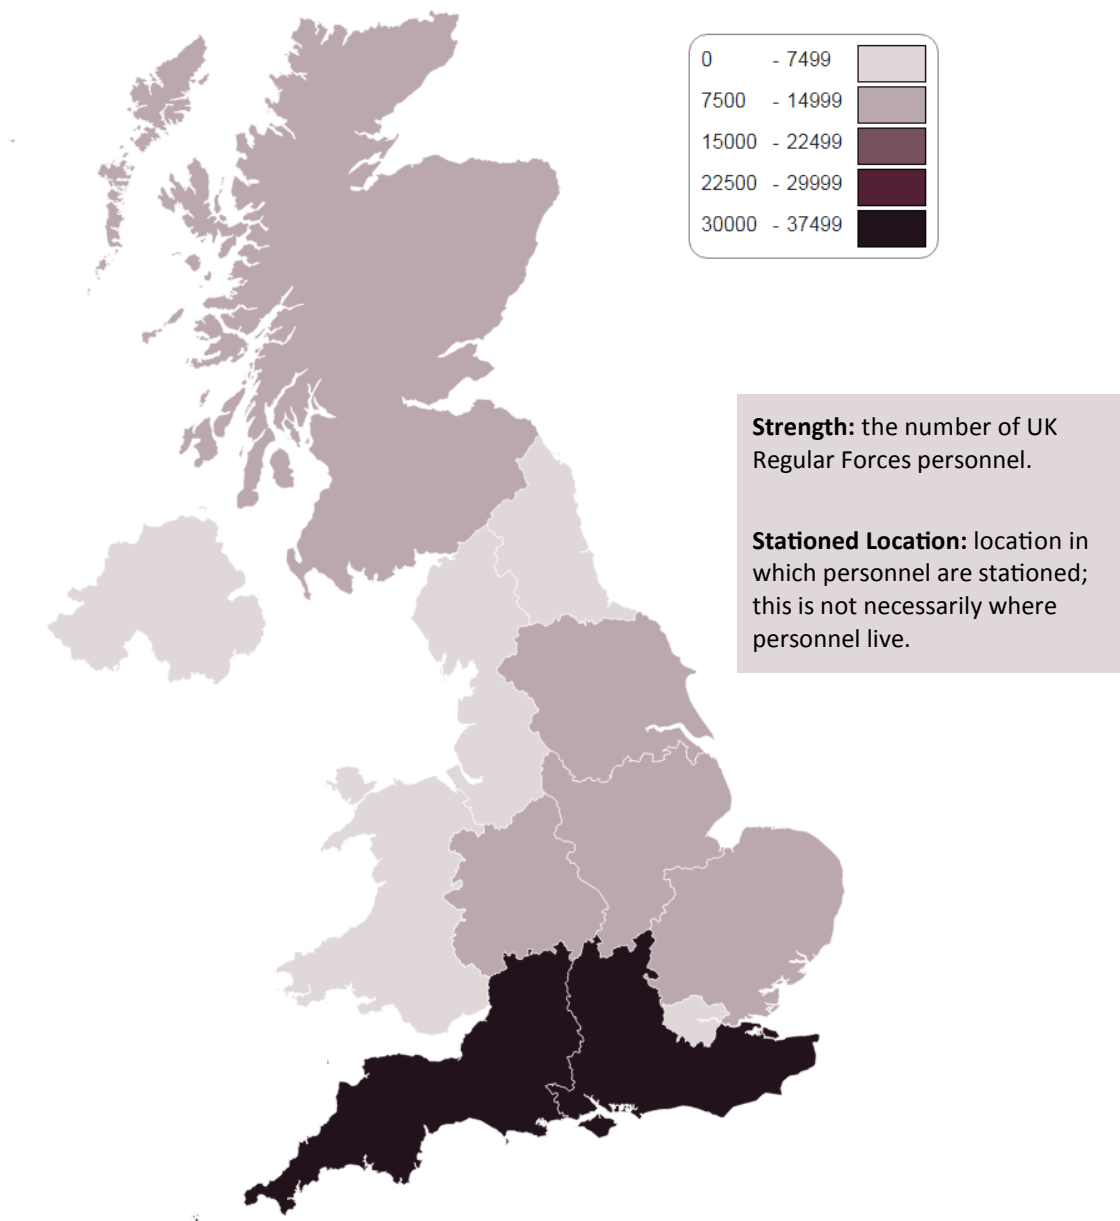 0 - 7499
7500 - 14999
15000 - 22499
22500 - 29999
30000 - 37499
Strength: the number of UK
Regular Forces personnel.
Stationed Location: location in
which personnel are stationed;
this is not necessarily where
personnel live.